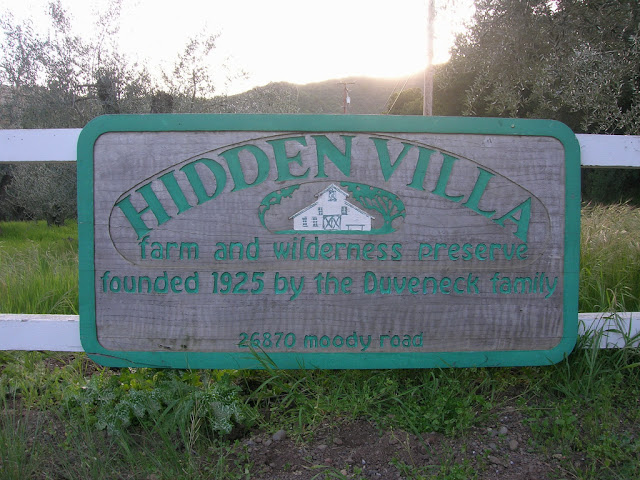 HIDDEN VILLA
farm and wilderness preserve
founded 1925 by the Duveneck family
26870 moody road